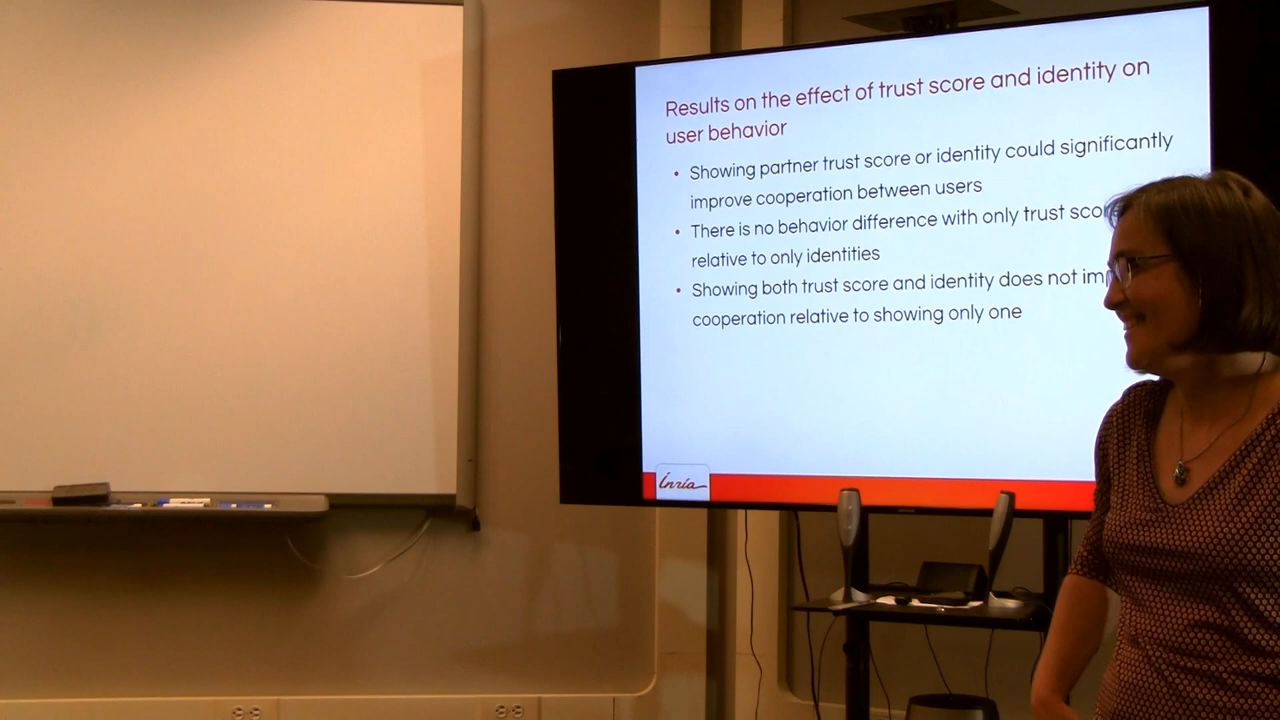 Results on the effect of trust score and identity on
user behavior
• Showing partner trust score or identity could significantly
improve cooperation between users
• There is no behavior difference with only trust
relative to only identities
• Showing both trust score and identity does not
cooperation relative to showing only one
Inria